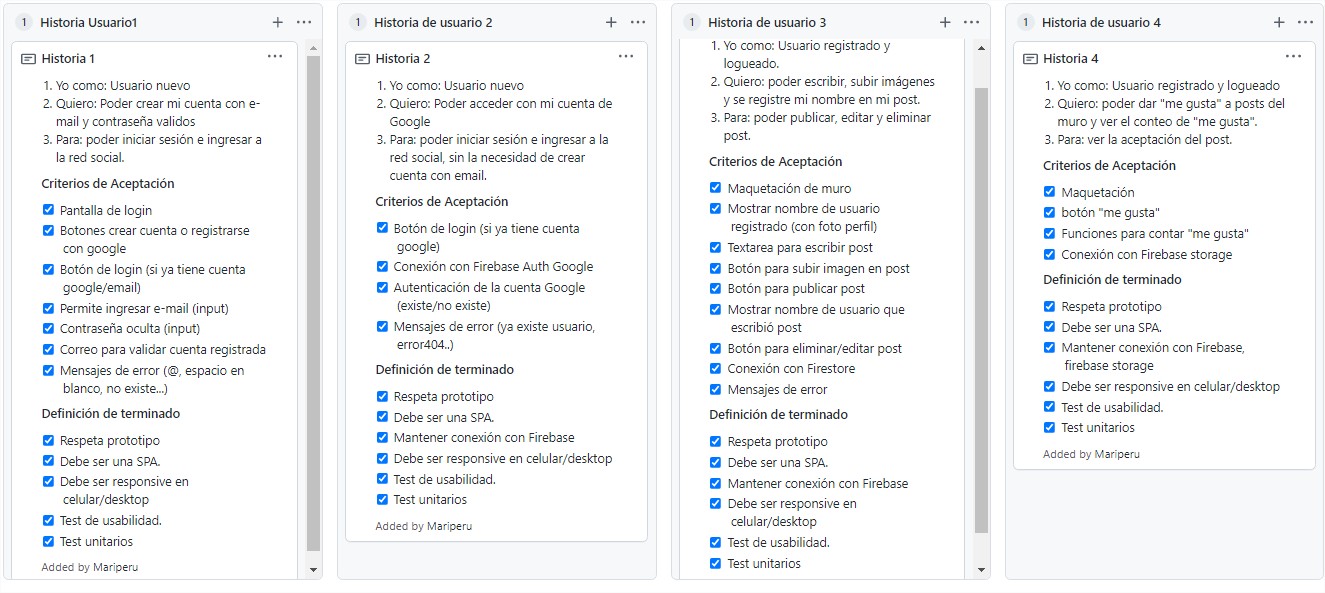 1 Historia Usuario1
Historia 1
1. Yo como: Usuario nuevo
2. Quiero: Poder crear mi cuenta con e-
mail y contraseña validos
3. Para: poder iniciar sesión e ingresar a
la red social.
Criterios de Aceptación
Pantalla de login
Botones crear cuenta o registrarse
con google
Botón de login (si ya tiene cuenta
google/email)
Permite ingresar e-mail (input)
Contraseña oculta (input)
Correo para validar cuenta registrada
Mensajes de error (@, espacio en
blanco, no existe...)
Definición de terminado
Respeta prototipo
Debe ser una SPA.
Debe ser responsive en
celular/desktop
Test de usabilidad.
Test unitarios
Added by Mariperu
1 Historia de usuario 2
Historia 2
1. Yo como: Usuario nuevo
2. Quiero: Poder acceder con mi cuenta de
Google
3. Para: poder iniciar sesión e ingresar a la
red social, sin la necesidad de crear
cuenta con email.
Criterios de Aceptación
Botón de login (si ya tiene cuenta
google)
Conexión con Firebase Auth Google
Autenticación de la cuenta Google
(existe/no existe)
Mensajes de error (ya existe usuario,
error404..)
Definición de terminado
Respeta prototipo
Debe ser una SPA.
Mantener conexión con Firebase
Debe ser responsive en celular/desktop
Test de usabilidad.
Test unitarios
Added by Mariperu
1 Historia de usuario 3
1. Yo como: Usuario registrado y
logueado.
2. Quiero: poder escribir, subir imágenes
y se registre mi nombre en mi post.
3. Para: poder publicar, editar y eliminar
post.
Criterios de Aceptación
Maquetación de muro
Mostrar nombre de usuario
registrado (con foto perfil)
Textarea para escribir post
Botón para subir imagen en post
Botón para publicar post
Mostrar nombre de usuario que
escribió post
Botón para eliminar/editar post
Conexión con Firestore
Mensajes de error
Definición de terminado
Respeta prototipo
Debe ser una SPA.
Mantener conexión con Firebase
Debe ser responsive en
celular/desktop
Test de usabilidad.
Test unitarios
1 Historia de usuario 4
Historia 4
1. Yo como: Usuario registrado y logueado
2. Quiero: poder dar "me gusta" a posts del
muro y ver el conteo de "me gusta".
3. Para: ver la aceptación del post.
Criterios de Aceptación
Maquetación
botón "me gusta"
Funciones para contar "me gusta"
Conexión con Firebase storage
Definición de terminado
Respeta prototipo
Debe ser una SPA.
Mantener conexión con Firebase,
firebase storage
Debe ser responsive en celular/desktop
Test de usabilidad.
Test unitarios
Added by Mariperu